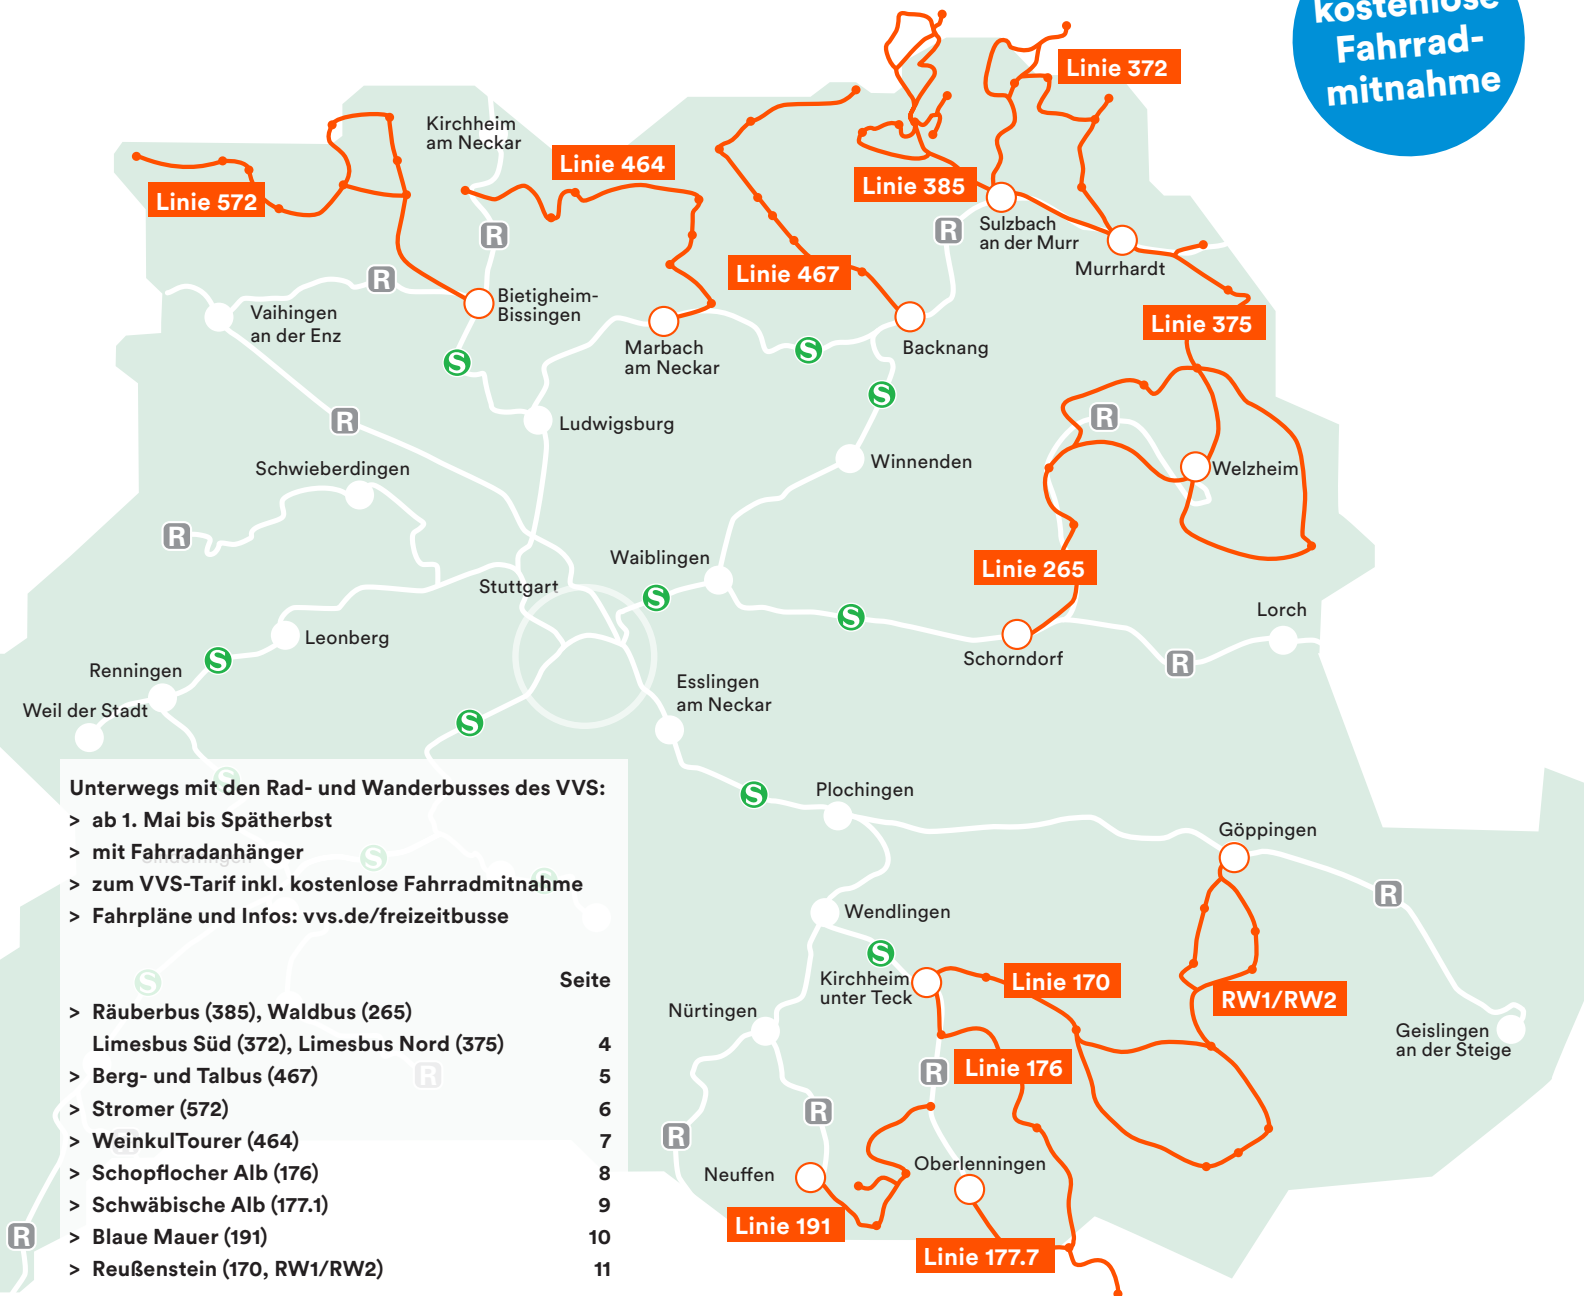 kostenlose
Fahrrad-
mitnahme
Linie 372
Kirchheim
am Neckar
Linie 464
Linie 572
Linie 385
Sulzbach
an der Murr
R
R
Murrhardt
Linie 467
R
Bietigheim-
Bissingen
Vaihingen
an der Enz
Linie 375
Marbach
am Neckar
S
Backnang
S
S
R
R
Ludwigsburg
Winnenden
Welzheim
Schwieberdingen
R
Waiblingen
Linie 265
Stuttgart
S
S
Lorch
Leonberg
Schorndorf
S
R
Renningen
Weil der Stadt
Esslingen
am Neckar
S
S
Unterwegs mit den Rad- und Wanderbusses des VVS:
> ab 1. Mai bis Spätherbst
> mit Fahrradanhänger
> zum VVS-Tarif inkl. kostenlose Fahrradmitnahme
> Fahrpläne und Infos: vvs.de/freizeitbusse
Seite
> Räuberbus (385), Waldbus (265)
Limesbus Süd (372), Limesbus Nord (375) 4
> Berg- und Talbus (467) 5
> Stromer (572) 6
> WeinkulTourer (464) 7
> Schopflocher Alb (176) 8
> Schwäbische Alb (177.1) 9
> Blaue Mauer (191) 10
> Reußenstein (170, RW1/RW2) 11
S
S
S
S
R
R
R
Plochingen
Göppingen
R
Wendlingen
S
Kirchheim
unter Teck
Linie 170
RW1/RW2
Nürtingen
Geislingen
an der Steige
Linie 176
R
R
R
Neuffen
Oberlenningen
Linie 191
Linie 177.7